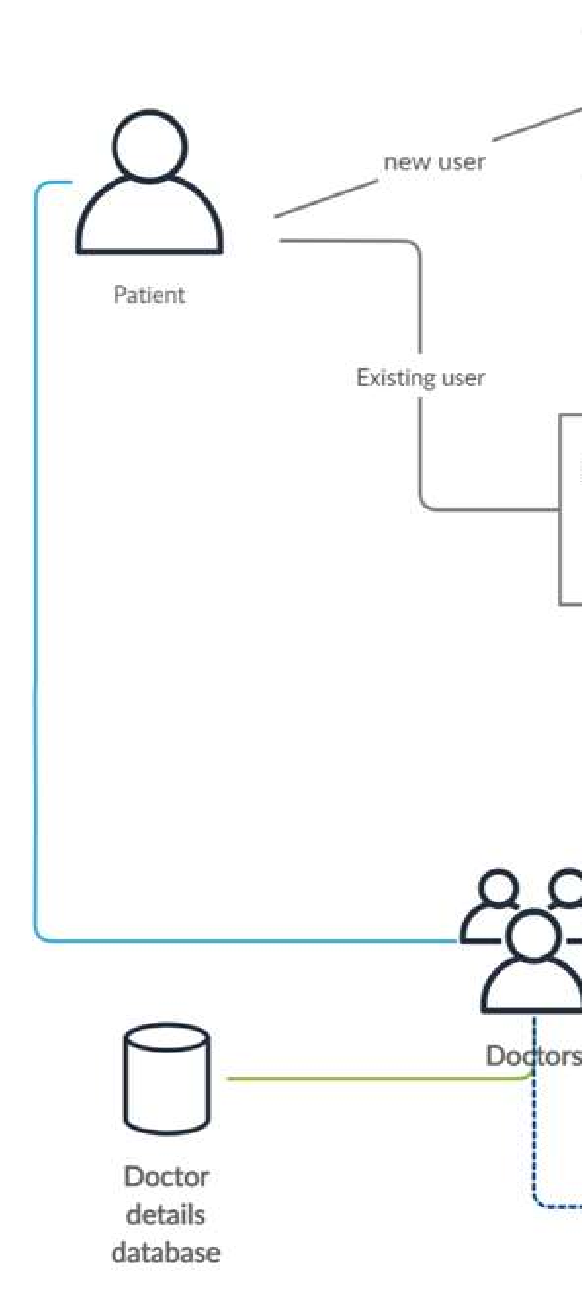 new user
Patient
Existing user
Doctors
Doctor
details
database